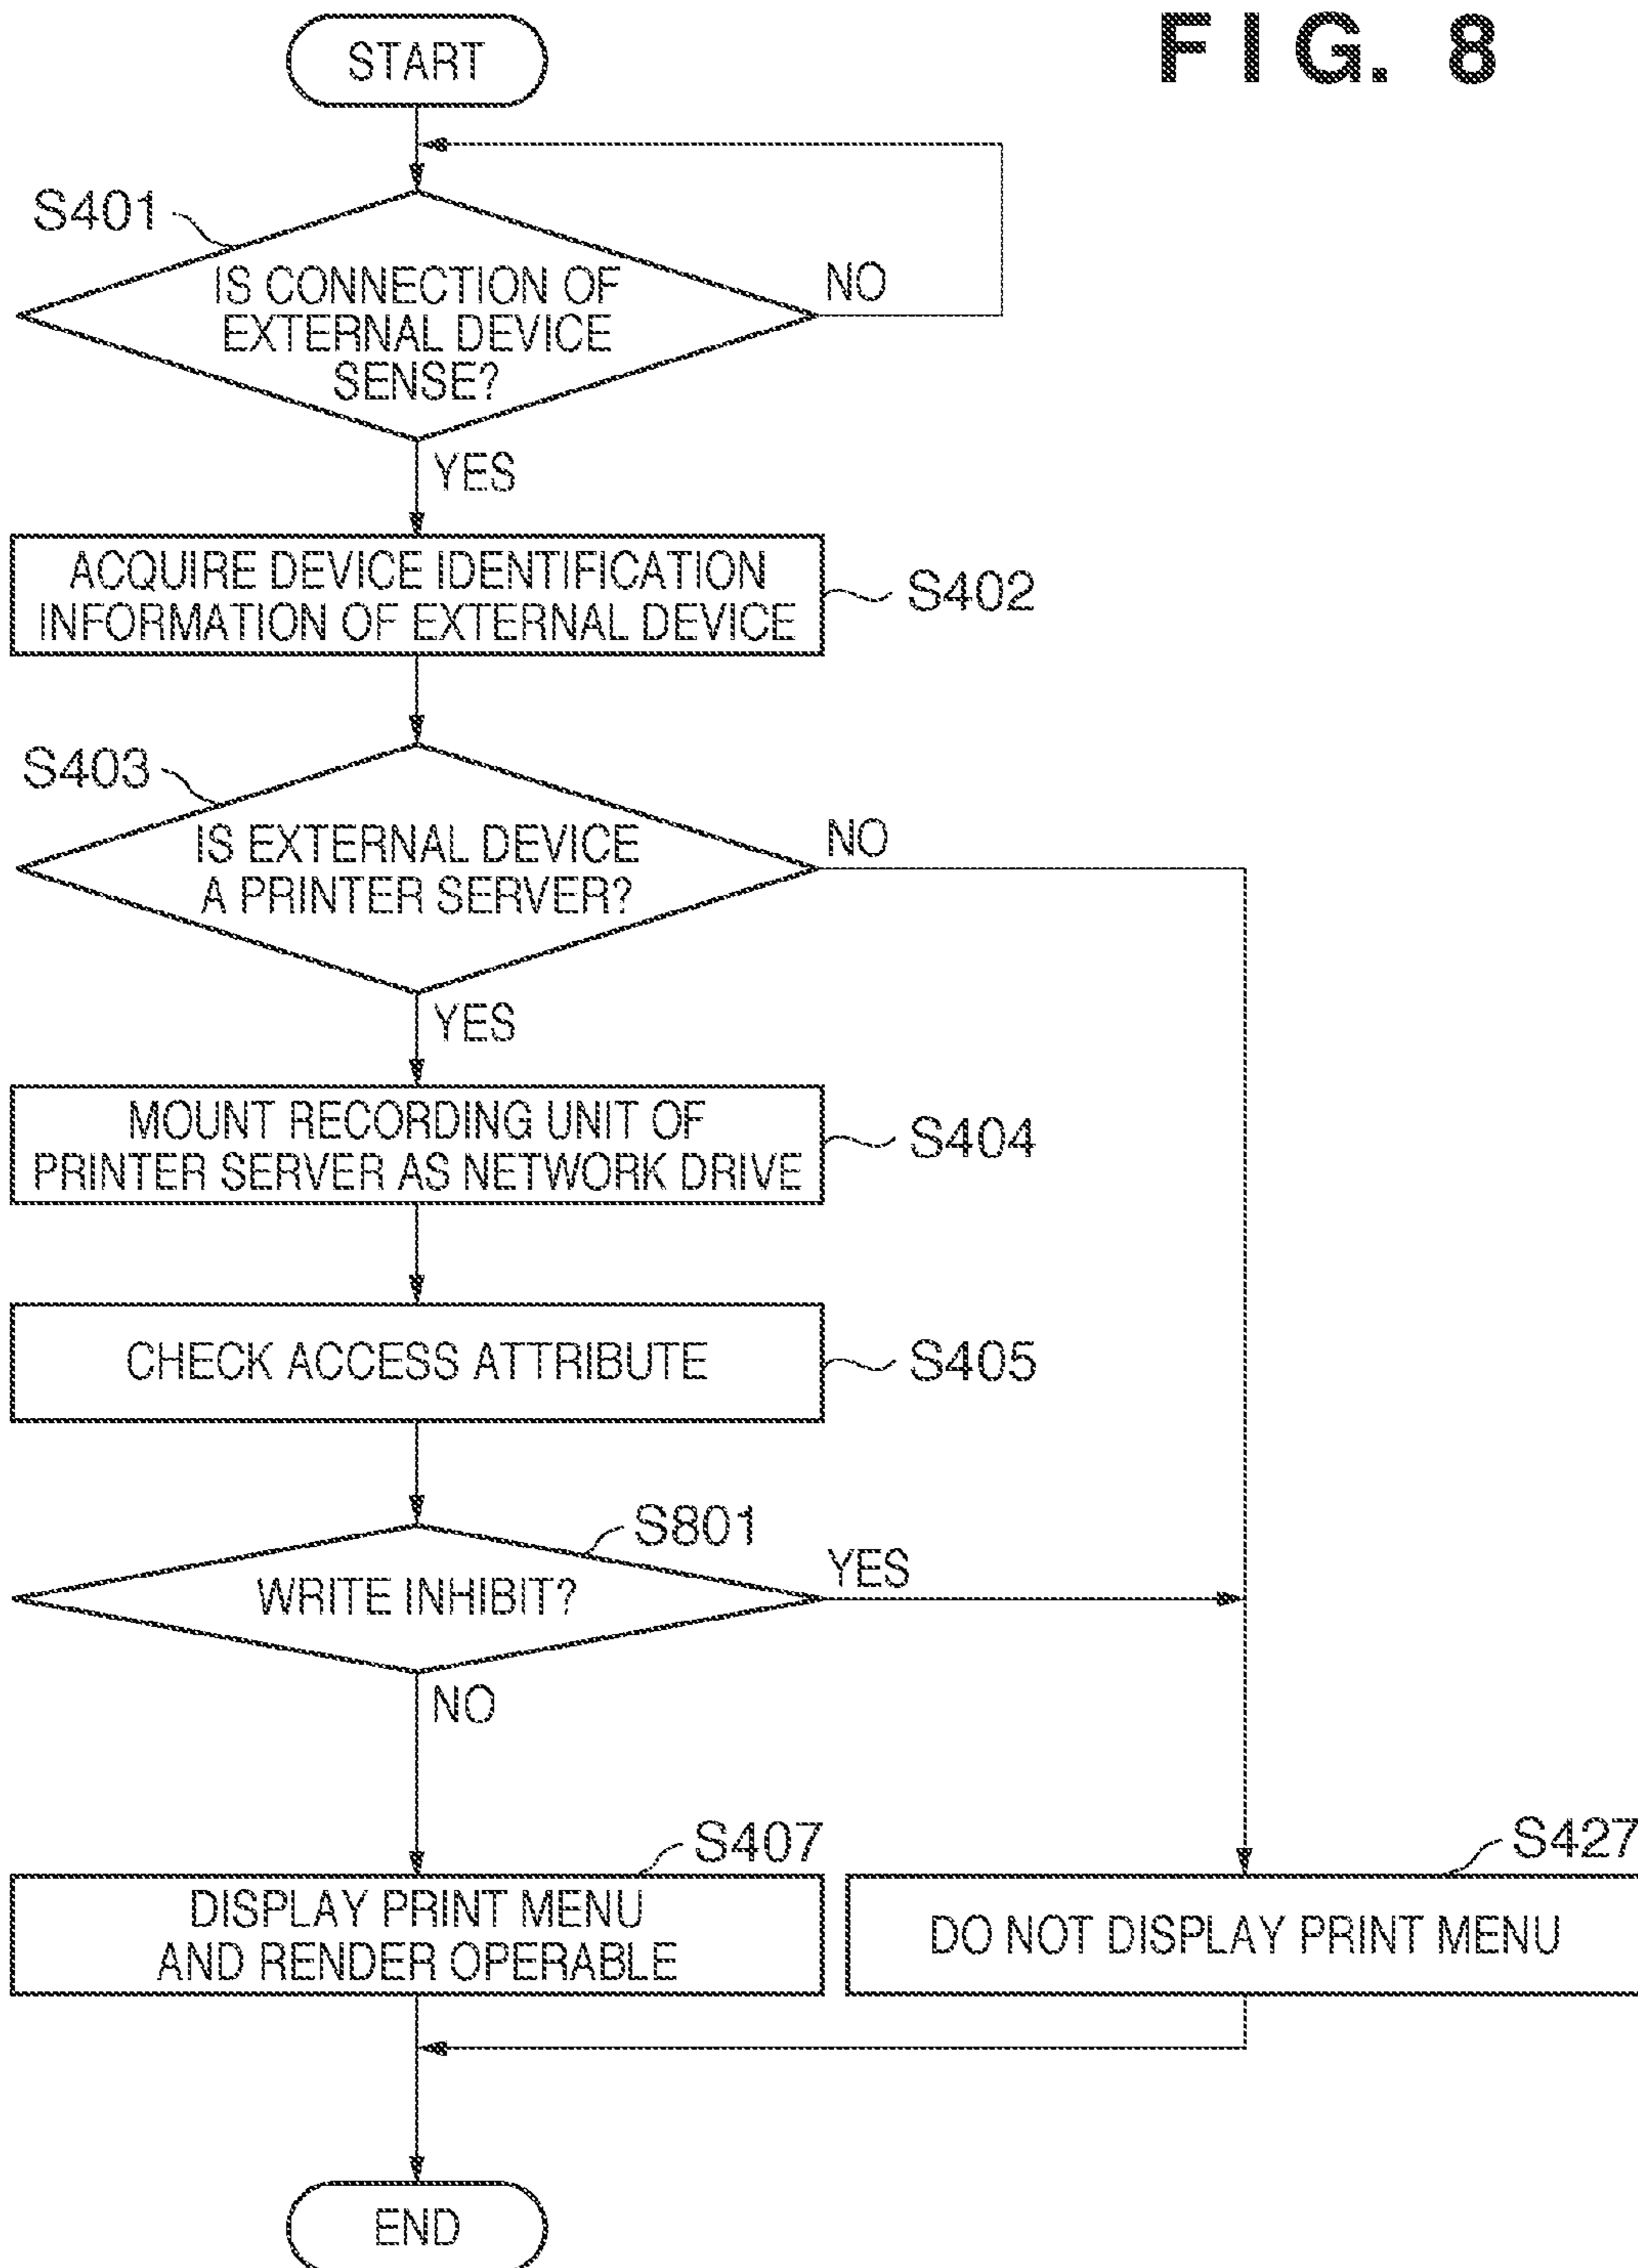 FIG. 8
START
S401
IS CONNECTION OF
EXTERNAL DEVICE
SENSE?
NO
YES
ACQUIRE DEVICE IDENTIFICATION
INFORMATION OF EXTERNAL DEVICE
S402
S403
IS EXTERNAL DEVICE
A PRINTER SERVER?
NO
YES
MOUNT RECORDING UNIT OF
PRINTER SERVER AS NETWORK DRIVE
S404
CHECK ACCESS ATTRIBUTE
S405
S801
WRITE INHIBIT?
YES
NO
S407
DISPLAY PRINT MENU
AND RENDER OPERABLE
S427
DO NOT DISPLAY PRINT MENU
END